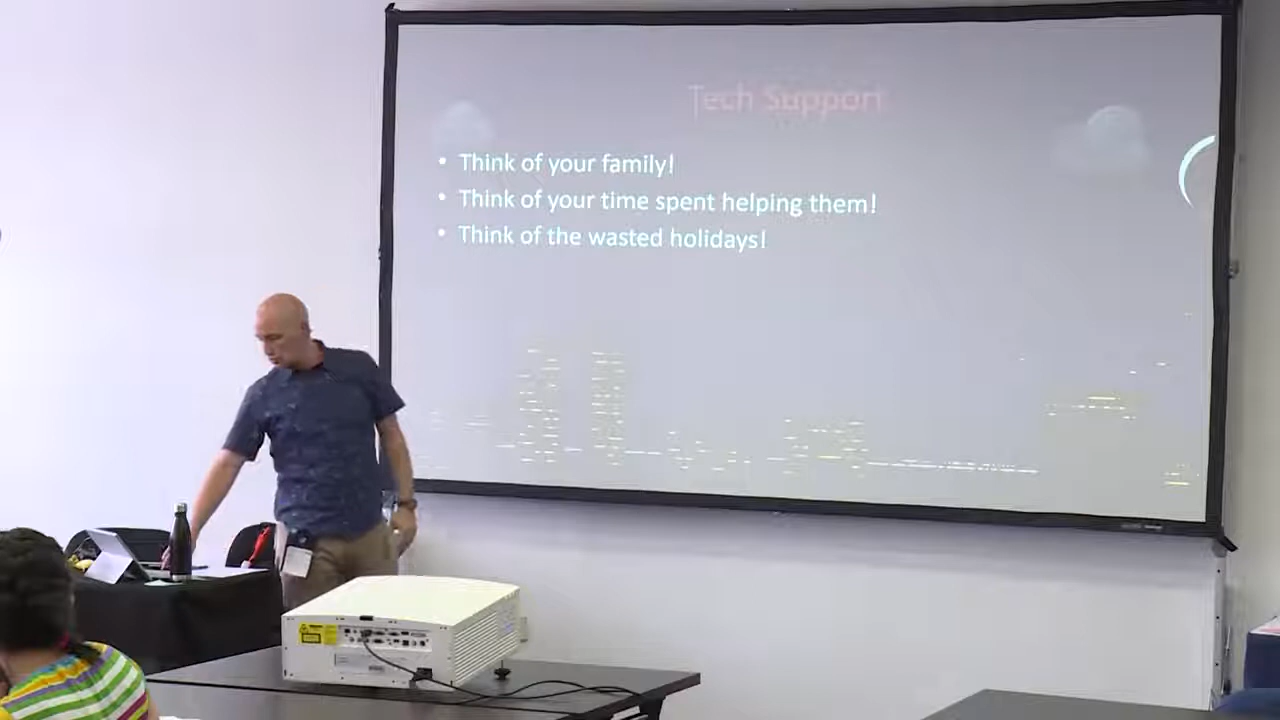 Tech Support
• Think of your family!
• Think of your time spent helping them!
• Think of the wasted holidays!